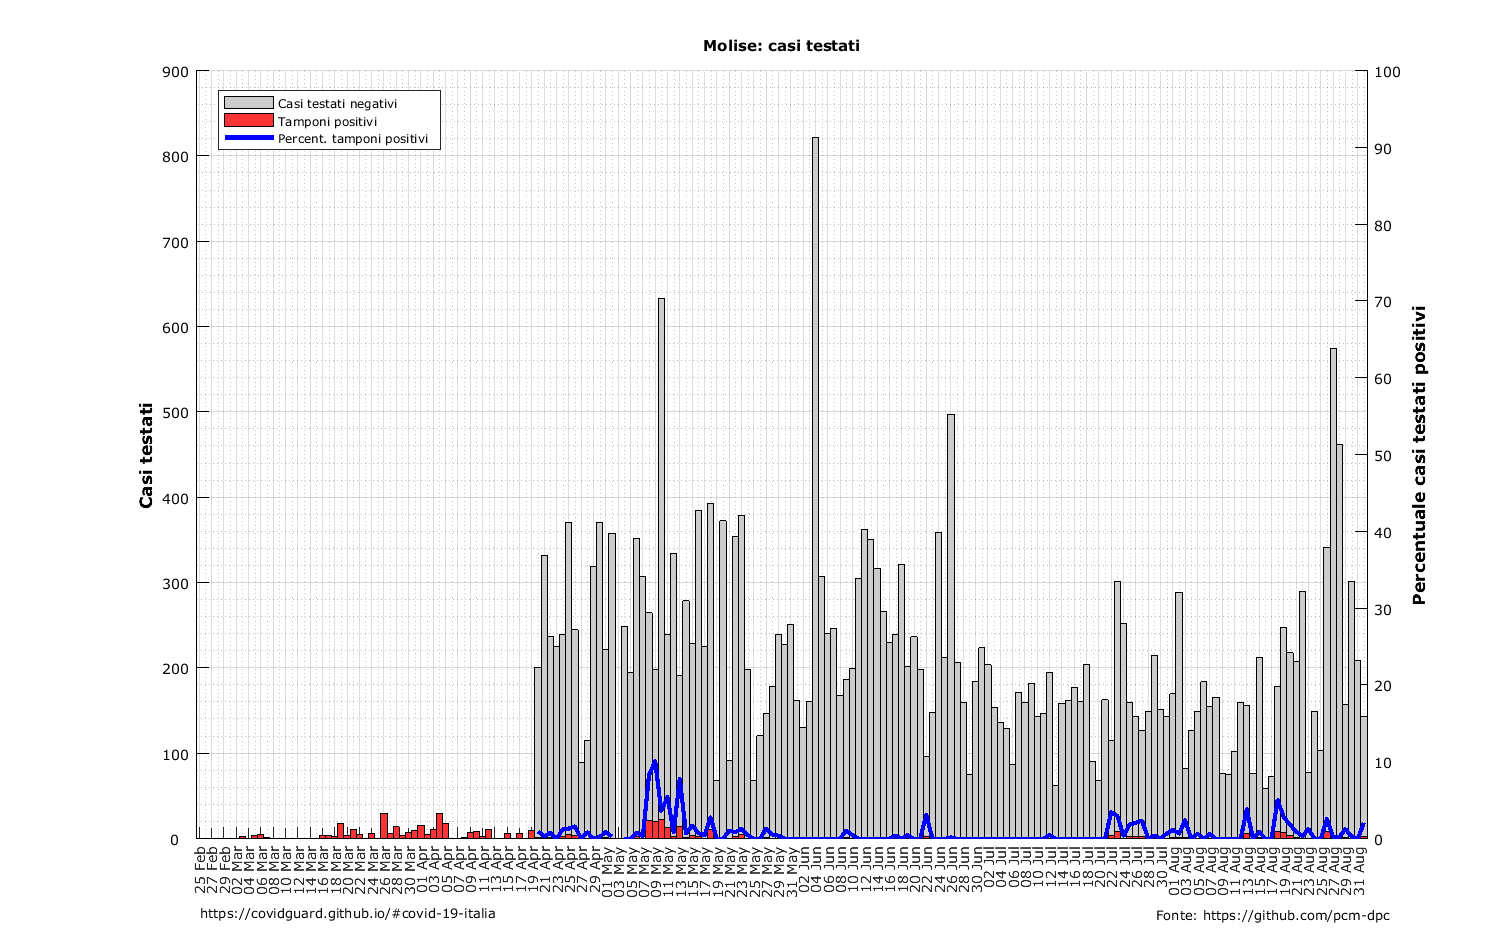 Molise: casi testati
Casi testati negativi
Tamponi positivi
Percent. tamponi positivi
900
800
700
600
500
400
300
200
100
0
Casi testati
100
90
80
70
60
50
40
30
20
10
0
Percentuale casi testati positivi
25 Feb
27 Feb
29 Feb
02 Mar
04 Mar
06 Mar
08 Mar
10 Mar
12 Mar
14 Mar
16 Mar
18 Mar
20 Mar
22 Mar
24 Mar
26 Mar
28 Mar
30 Mar
01 Apr
03 Apr
05 Apr
07 Apr
09 Apr
11 Apr
13 Apr
15 Apr
17 Apr
19 Apr
21 Apr
23 Apr
25 Apr
27 Apr
29 Apr
01 May
03 May
05 May
07 May
09 May
11 May
13 May
15 May
17 May
19 May
21 May
23 May
25 May
27 May
29 May
31 May
02 Jun
04 Jun
06 Jun
08 Jun
10 Jun
12 Jun
14 Jun
16 Jun
18 Jun
20 Jun
22 Jun
24 Jun
26 Jun
28 Jun
30 Jun
02 Jul
04 Jul
06 Jul
08 Jul
10 Jul
12 Jul
14 Jul
16 Jul
18 Jul
20 Jul
22 Jul
24 Jul
26 Jul
28 Jul
30 Jul
01 Aug
03 Aug
05 Aug
07 Aug
09 Aug
11 Aug
13 Aug
15 Aug
17 Aug
19 Aug
21 Aug
23 Aug
25 Aug
27 Aug
29 Aug
31 Aug
https://covidguard.github.io/#covid-19-italia
Fonte: https://github.com/pcm-dpc